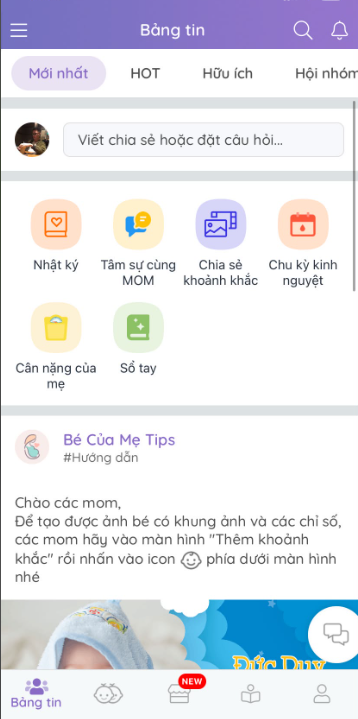 Bảng tin
Mới nhất
HOT
Hữu ích
Hội nhóm
Viết chia sẻ hoặc đặt câu hỏi...
Nhật ký
Tâm sự cùng
MOM
Chia sẻ
khoảnh khắc
Chu kỳ kinh
nguyệt
Cân nặng của
mẹ
Sổ tay
Bé Của Mẹ Tips
#Hướng dẫn
Chào các mom,
Để tạo được ảnh bé có khung ảnh và các chỉ số,
các mom hãy vào màn hình "Thêm khoảnh
khắc" rồi nhấn vào icon phía dưới màn hình
nhé
Đức Duy
Bảng tin
NEW